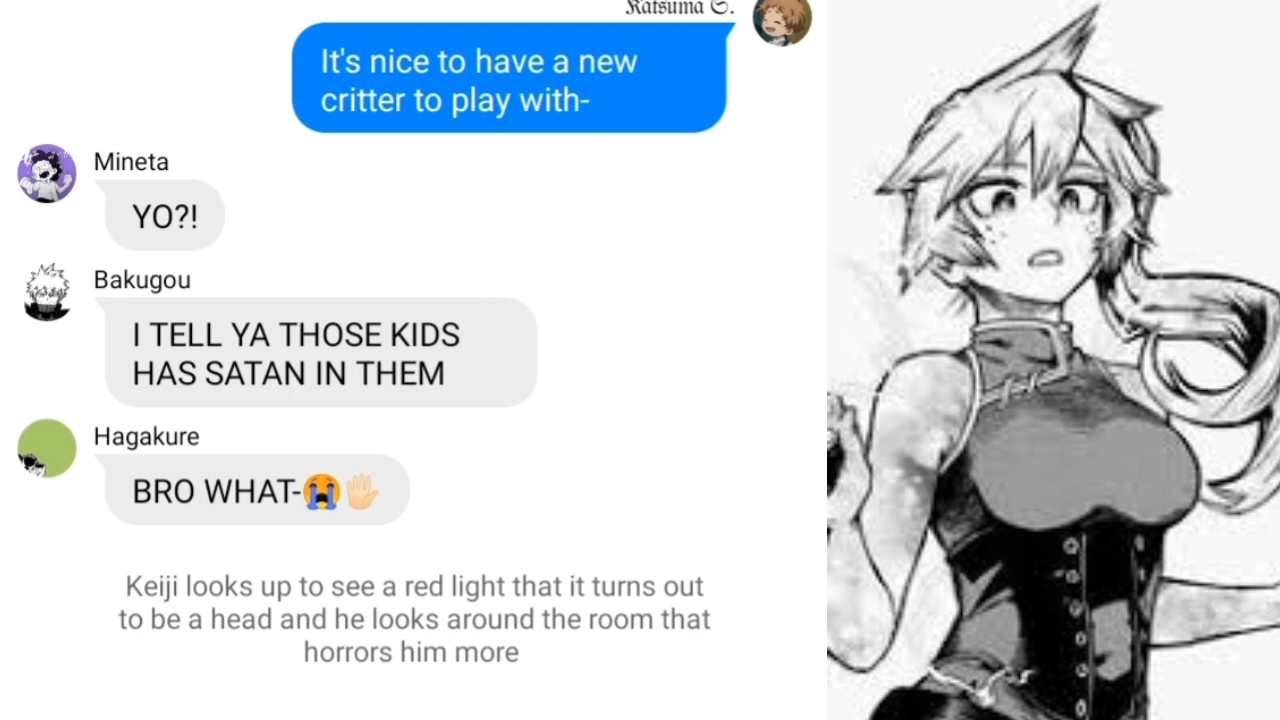 Katsuma S.
It's nice to have a new
critter to play with-
Mineta
YO?!
Bakugou
I TELL YA THOSE KIDS
HAS SATAN IN THEM
Hagakure
BRO WHAT-😭🖐🏻
Keiji looks up to see a red light that it turns out
to be a head and he looks around the room that
horrors him more